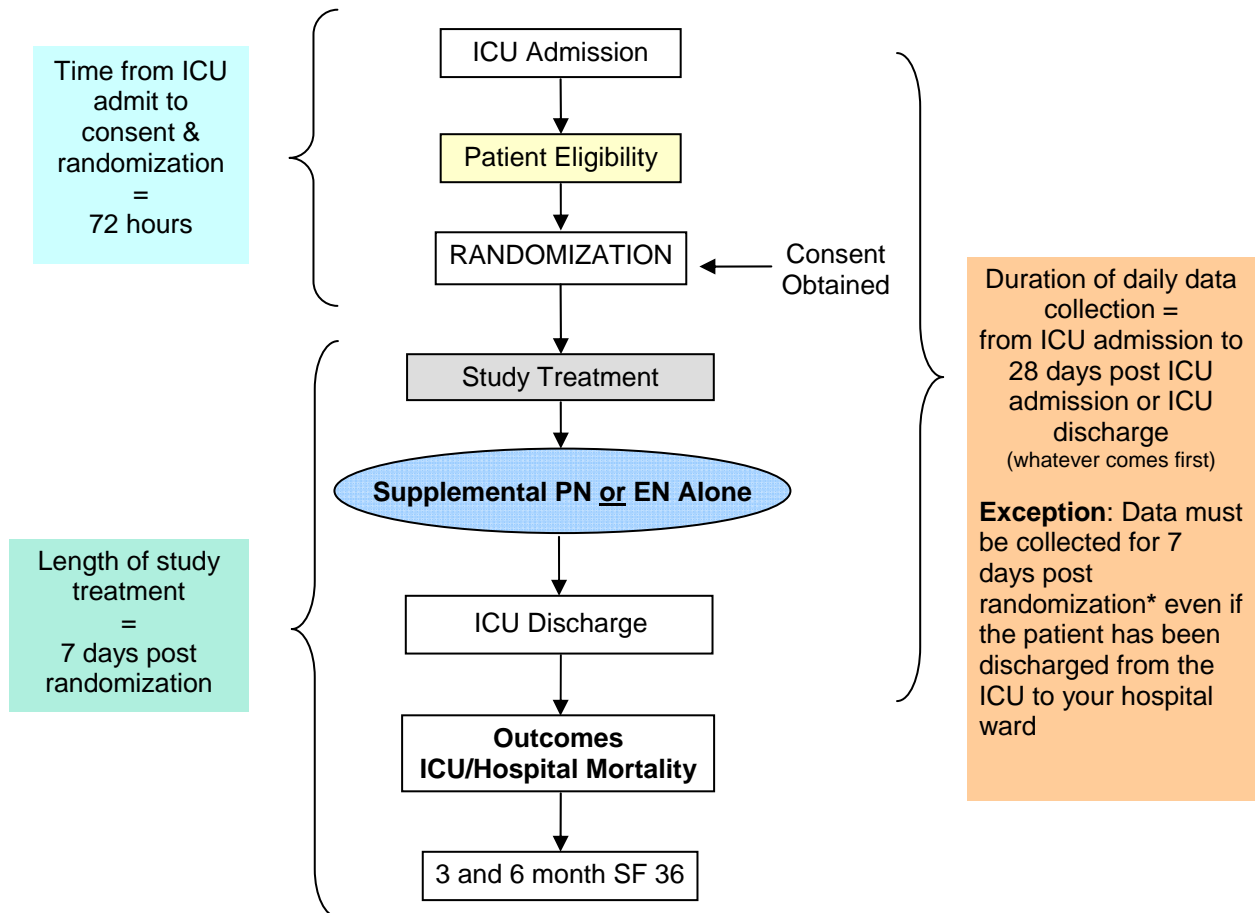 ICU Admission
Time from ICU
admit to
consent &
randomization
=
72 hours
Patient Eligibility
RANDOMIZATION
Consent
Obtained
Study Treatment
Supplemental PN or EN Alone
Length of study
treatment
=
7 days post
randomization
ICU Discharge
Outcomes
ICU/Hospital Mortality
3 and 6 month SF 36
Duration of daily data
collection =
from ICU admission to
28 days post ICU
admission or ICU
discharge
(whatever comes first)
Exception: Data must
be collected for 7
days post
randomization* even if
the patient has been
discharged from the
ICU to your hospital
ward